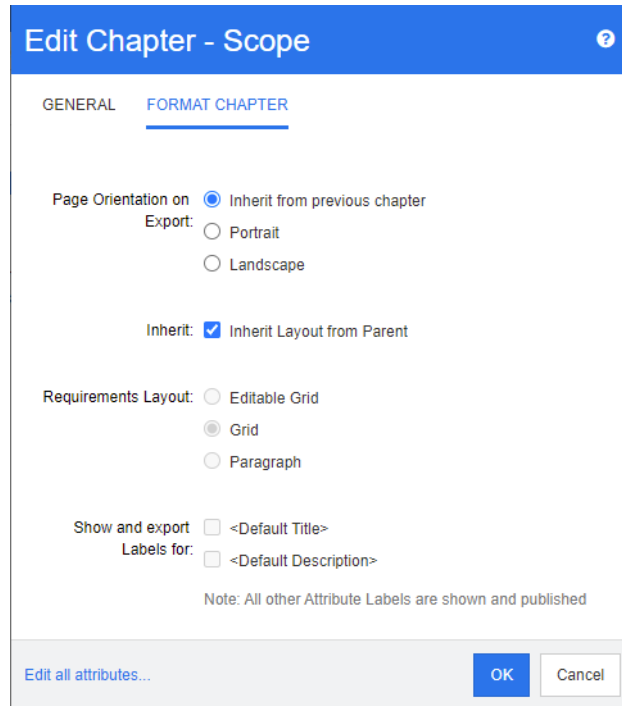 Edit Chapter - Scope
GENERAL FORMAT CHAPTER
Page Orientation on
Export:
Inherit from previous chapter
Portrait
Landscape
Inherit: Inherit Layout from Parent
Requirements Layout: Editable Grid
Grid
Paragraph
Show and export
Labels for:
<Default Title>
<Default Description>
Note: All other Attribute Labels are shown and published
Edit all attributes... OK Cancel